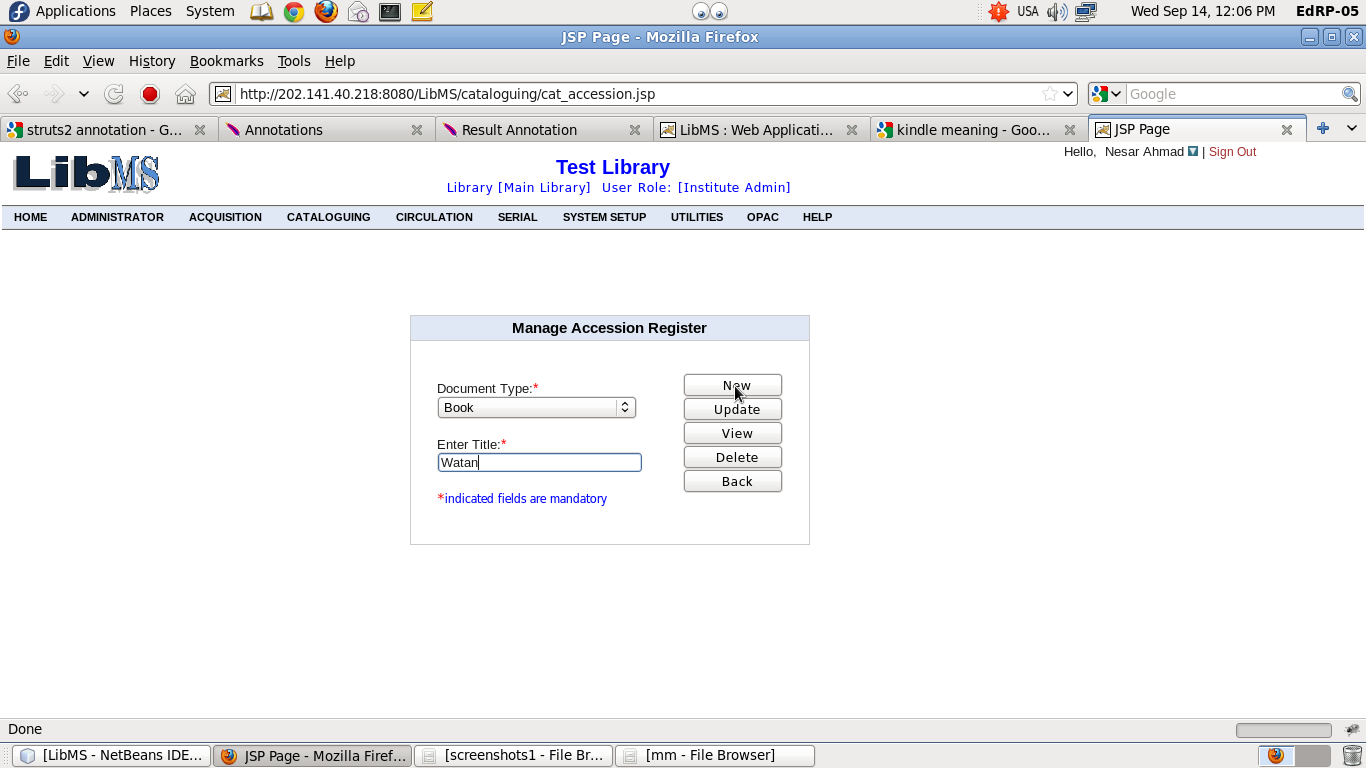 Applications Places System USA Wed Sep 14, 12:06 PM EdRP-05
JSP Page - Mozilla Firefox
File Edit View History Bookmarks Tools Help
http://202.141.40.218:8080/LibMS/cataloguing/cat_accession.jsp Google
struts2 annotation - G... Annotations Result Annotation LibMS : Web Applicati... kindle meaning - Goo... JSP Page
Hello, Nesar Ahmad | Sign Out
LibMS
Test Library
Library [Main Library] User Role: [Institute Admin]
HOME ADMINISTRATOR ACQUISITION CATALOGUING CIRCULATION SERIAL SYSTEM SETUP UTILITIES OPAC HELP
Manage Accession Register
Document Type:*
Book
Enter Title:*
Watan
*indicated fields are mandatory
New
Update
View
Delete
Back
Done
[LibMS - NetBeans IDE... JSP Page - Mozilla Firef... [screenshots1 - File Br... [mm - File Browser]